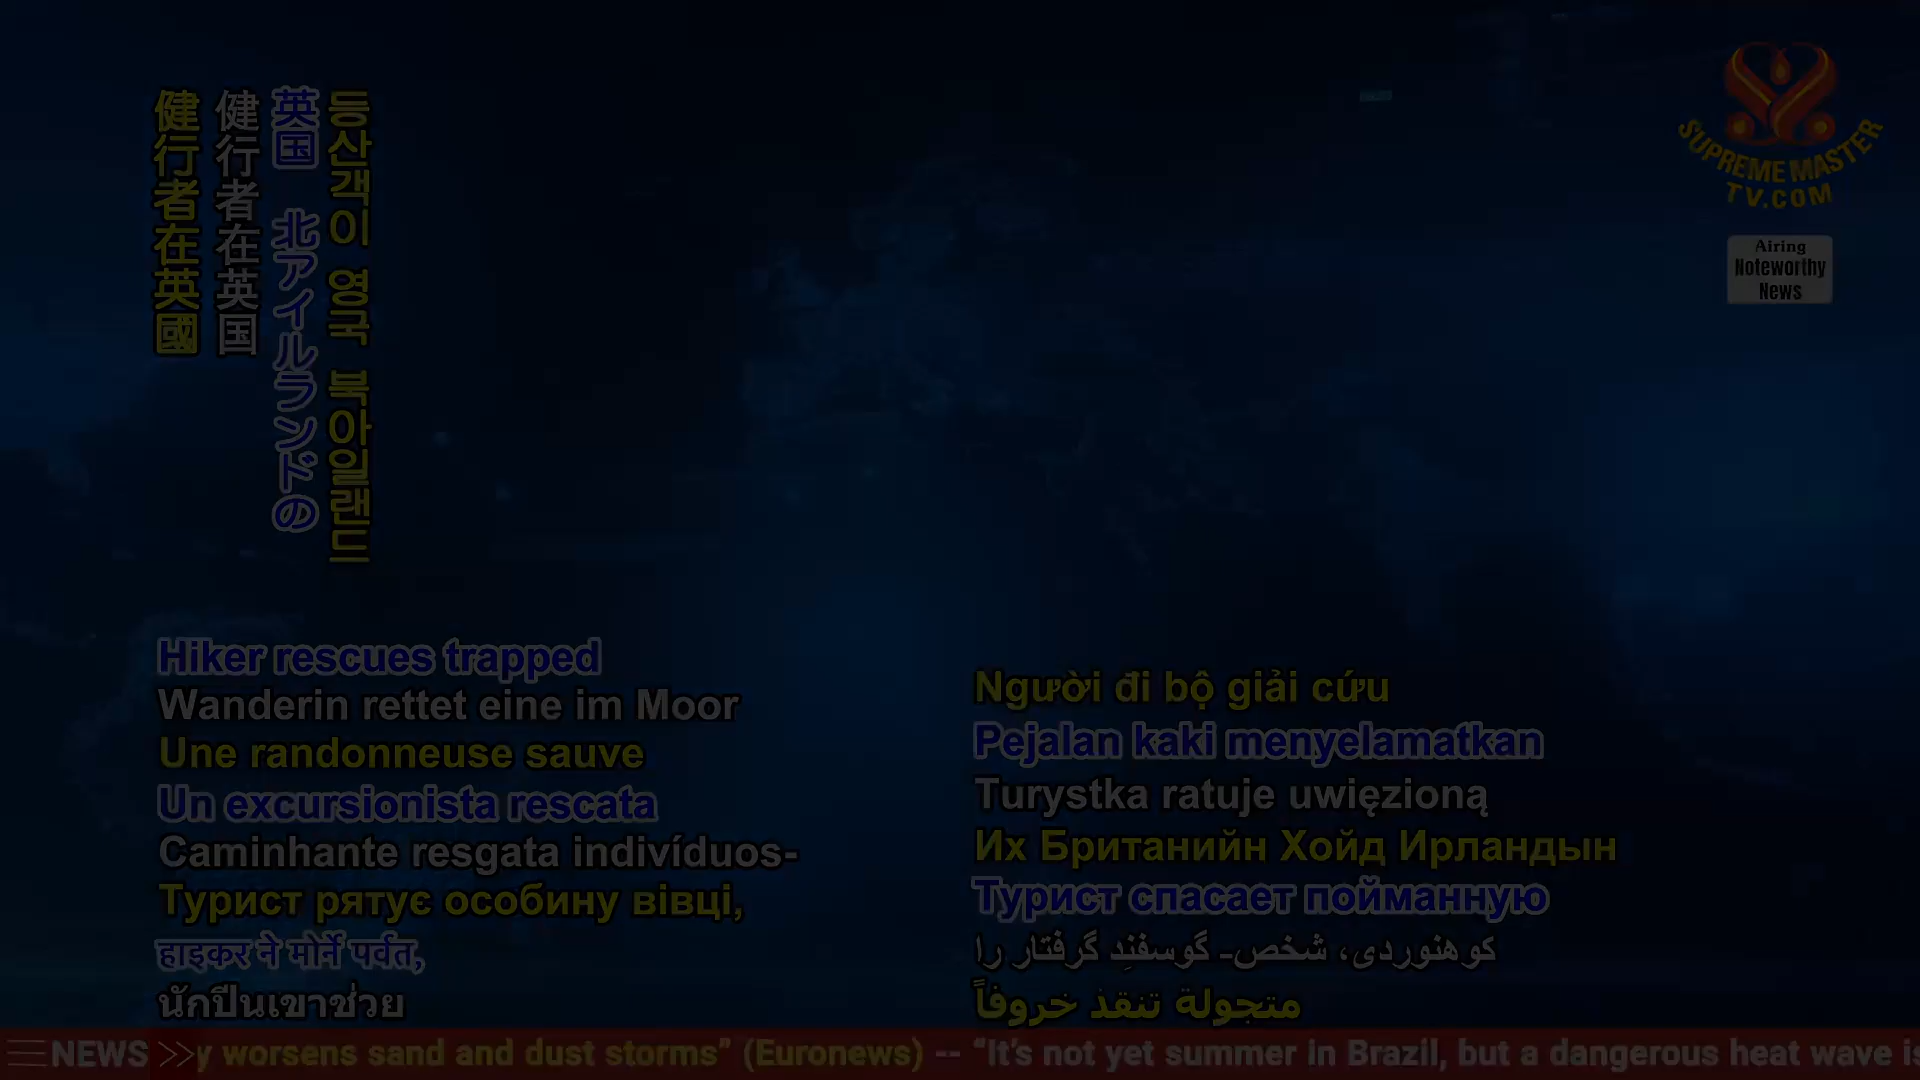 健行者在英國
健行者在英国
英国 北アイルランドの
등산객이 영국 북아일랜드
SUPREME MASTER
TV.COM
Airing
Noteworthy
News
Hiker rescues trapped
Wanderin rettet eine im Moor
Une randonneuse sauve
Un excursionista rescata
Caminhante resgata indivíduos-
Турист рятує особину вівці,
हाइकर ने मोर्ने पर्वत,
นักปีนเขาช่วย
Người đi bộ giải cứu
Pejalan kaki menyelamatkan
Turystka ratuje uwięzioną
Их Британийн Хойд Ирландын
Турист спасает пойманную
کوهنوردی، شخص- گوسفندِ گرفتار را
متجولة تنقذ خروفاً
NEWS y worsens sand and dust storms” (Euronews) -- “It’s not yet summer in Brazil, but a dangerous heat wave is